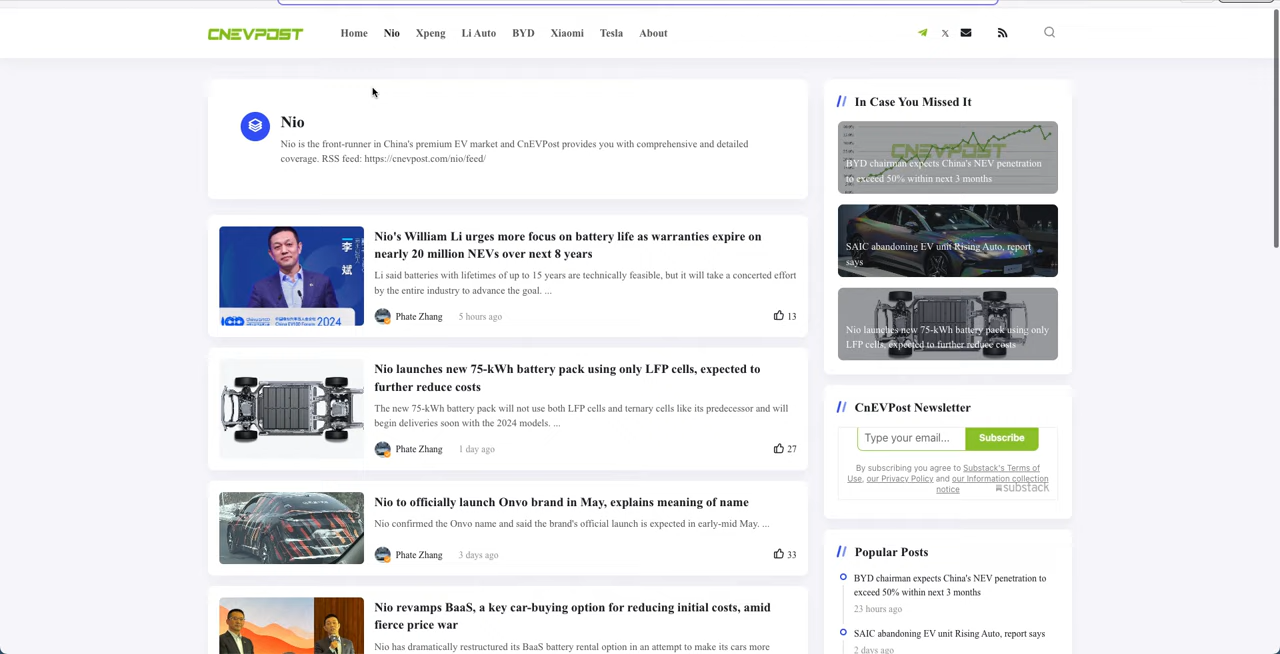 CNEVPOST
Home Nio Xpeng Li Auto BYD Xiaomi Tesla About
Nio
Nio is the front-runner in China's premium EV market and CnEVPost provides you with comprehensive and detailed
coverage. RSS feed: https://cnevpost.com/nio/feed/
李
斌
2024
Nio's William Li urges more focus on battery life as warranties expire on
nearly 20 million NEVs over next 8 years
Li said batteries with lifetimes of up to 15 years are technically feasible, but it will take a concerted effort
by the entire industry to advance the goal. ...
Phate Zhang 5 hours ago 13
Nio launches new 75-kWh battery pack using only LFP cells, expected to
further reduce costs
The new 75-kWh battery pack will not use both LFP cells and ternary cells like its predecessor and will
begin deliveries soon with the 2024 models. ...
Phate Zhang 1 day ago 27
Nio to officially launch Onvo brand in May, explains meaning of name
Nio confirmed the Onvo name and said the brand's official launch is expected in early-mid May. ...
Phate Zhang 3 days ago 33
Nio revamps BaaS, a key car-buying option for reducing initial costs, amid
fierce price war
Nio has dramatically restructured its BaaS battery rental option in an attempt to make its cars more
// In Case You Missed It
CNEVPOST
BYD chairman expects China's NEV penetration
to exceed 50% within next 3 months
SAIC abandoning EV unit Rising Auto, report
says
Nio launches new 75-kWh battery pack using only
LFP cells, expected to further reduce costs
// CnEVPost Newsletter
Type your email... Subscribe
By subscribing you agree to Substack's Terms of
Use, our Privacy Policy and our Information collection
notice
substack
// Popular Posts
BYD chairman expects China's NEV penetration to
exceed 50% within next 3 months
23 hours ago
SAIC abandoning EV unit Rising Auto, report says
2 days ago